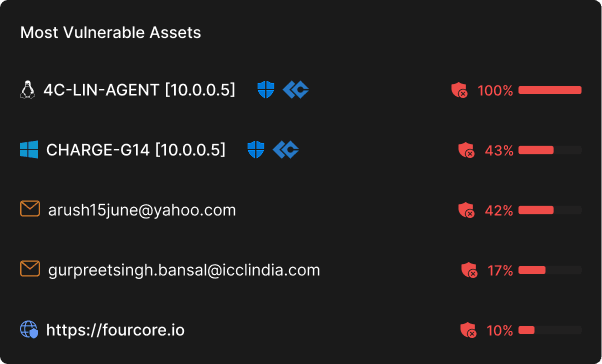 Most Vulnerable Assets
4C-LIN-AGENT [10.0.0.5] 100%
CHARGE-G14 [10.0.0.5] 43%
arush15june@yahoo.com 42%
gurpreetsingh.bansal@icclindia.com 17%
https://fourcore.io 10%